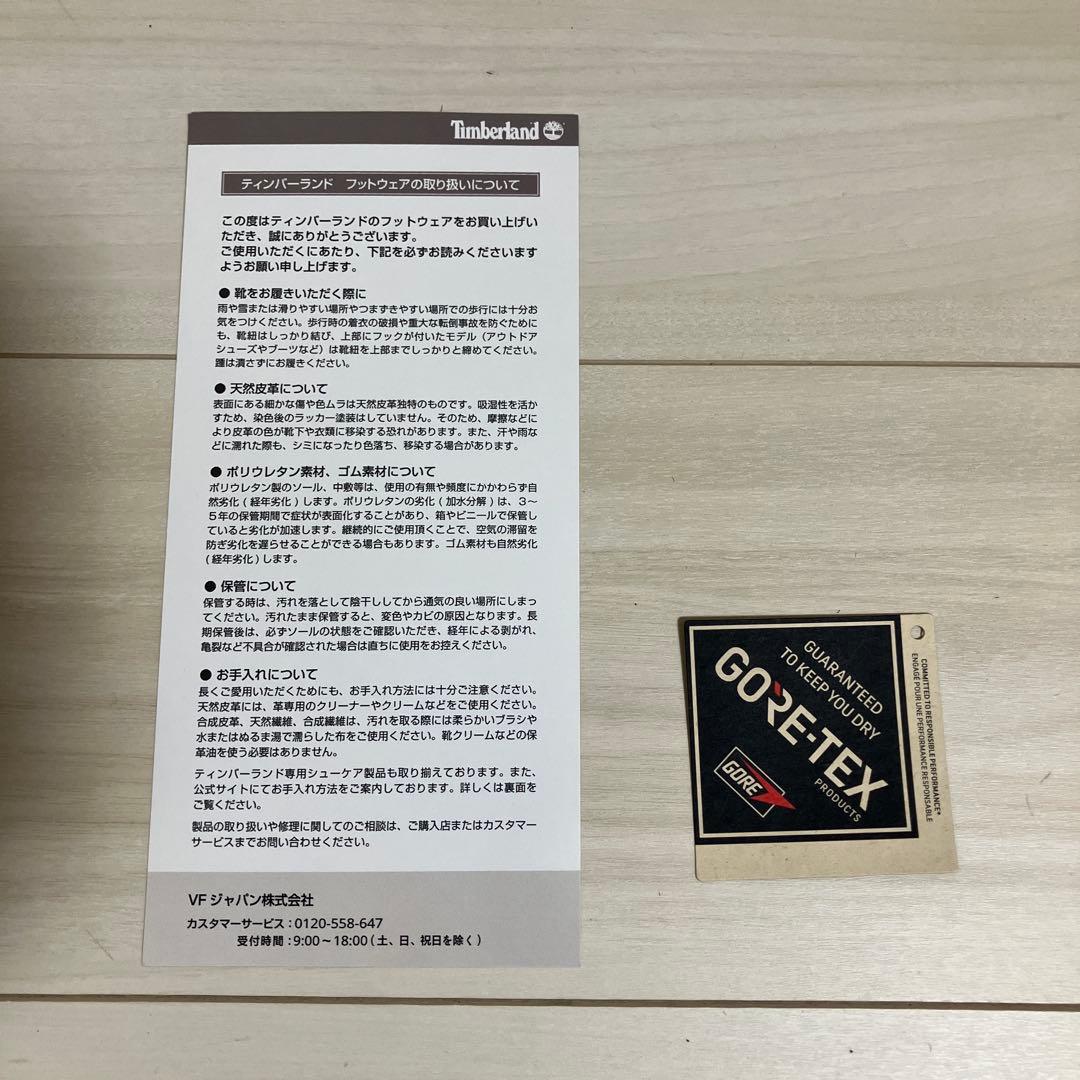 Timberland
ティンバーランド　フットウェアの取り扱いについて
この度はティンバーランドのフットウェアをお買い上げい
ただき、誠にありがとうございます。
ご使用いただくにあたり、下記を必ずお読みくださいます
ようお願い申し上げます。
● 靴をお履きいただく際に
雨や雪または滑りやすい場所やつまずきやすい場所での歩行には十分お
気をつけください。歩行時の着衣の破損や重大な転倒事故を防ぐために
も、靴紐はしっかり結び、上部にフックが付いたモデル（アウトドア
シューズやブーツなど）は靴紐を上部までしっかりと締めてください。
踵は潰さずにお履きください。
● 天然皮革について
表面にある細かな傷や色ムラは天然皮革独特のものです。吸湿性を活か
すため、染色後のラッカー塗装はしていません。そのため、摩擦などに
より皮革の色が靴下や衣類に移染する恐れがあります。また、汗や雨な
どに濡れた際も、シミになったり色落ち、移染する場合があります。
● ポリウレタン素材、ゴム素材について
ポリウレタン製のソール、中敷等は、使用の有無や頻度にかかわらず自
然劣化 ( 経年劣化 ) します。ポリウレタンの劣化 ( 加水分解 ) は、３〜
５年の保管期間で症状が表面化することがあり、箱やビニールで保管し
ていると劣化が加速します。継続的にご使用頂くことで、空気の滞留を
防ぎ劣化を遅らせることができる場合もあります。ゴム素材も自然劣化
( 経年劣化 ) します。
● 保管について
保管する時は、汚れを落として陰干ししてから通気の良い場所にしまっ
てください。汚れたまま保管すると、変色やカビの原因となります。長
期保管後は、必ずソールの状態をご確認いただき、経年による剥がれ、
亀裂など不具合が確認された場合は直ちに使用をお控えください。
● お手入れについて
長くご愛用いただくためにも、お手入れ方法には十分ご注意ください。
天然皮革には、革専用のクリーナーやクリームなどをご使用ください。
合成皮革、天然繊維、合成繊維は、汚れを取る際には柔らかいブラシや
水またはぬるま湯で濡らした布をご使用ください。靴クリームなどの保
革油を使う必要はありません。
ティンバーランド専用シューケア製品も取り揃えております。また、
公式サイトにてお手入れ方法をご案内しております。詳しくは裏面を
ご覧ください。
製品の取り扱いや修理に関してのご相談は、ご購入店またはカスタマー
サービスまでお問い合わせください。
VF ジャパン株式会社
カスタマーサービス : 0120-558-647
受付時間 : 9:00 〜 18:00 ( 土、日、祝日を除く )
GUARANTEED
TO KEEP YOU DRY
GORE-TEX
PRODUCTS
GORE
COMMITTED TO RESPONSIBLE PERFORMANCE*
ENGAGÉ POUR UNE PERFORMANCE RESPONSABLE